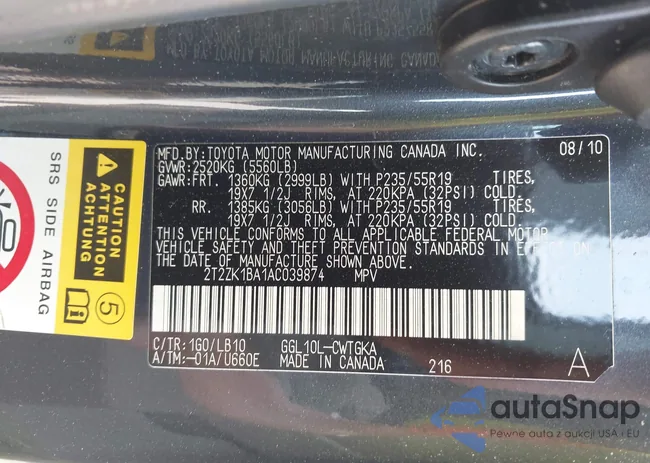 MFD.BY:TOYOTA MOTOR MANUFACTURING CANADA INC. 08/10
GVWR:2520KG (5560LB)
GAWR:FRT. 1360KG (2999LB) WITH P235/55R19 TIRES,
19X7 1/2J RIMS, AT 220KPA (32PSI) COLD.
RR. 1385KG (3056LB) WITH P235/55R19 TIRES,
19X7 1/2J RIMS, AT 220KPA (32PSI) COLD.
THIS VEHICLE CONFORMS TO ALL APPLICABLE FEDERAL MOTOR
VEHICLE SAFETY AND THEFT PREVENTION STANDARDS IN EFFECT ON
THE DATE OF MANUFACTURE SHOWN ABOVE.
2T2ZK1BA1AC039874 MPV
C/TR:1G0/LB10 GGL10L-CWTGKA
A/TM:-01A/U660E MADE IN CANADA 216 A
SRS SIDE AIRBAG
CAUTION
ATTENTION
ACHTUNG
i
5
autaSnap
Pewne auta z aukcji USA i EU